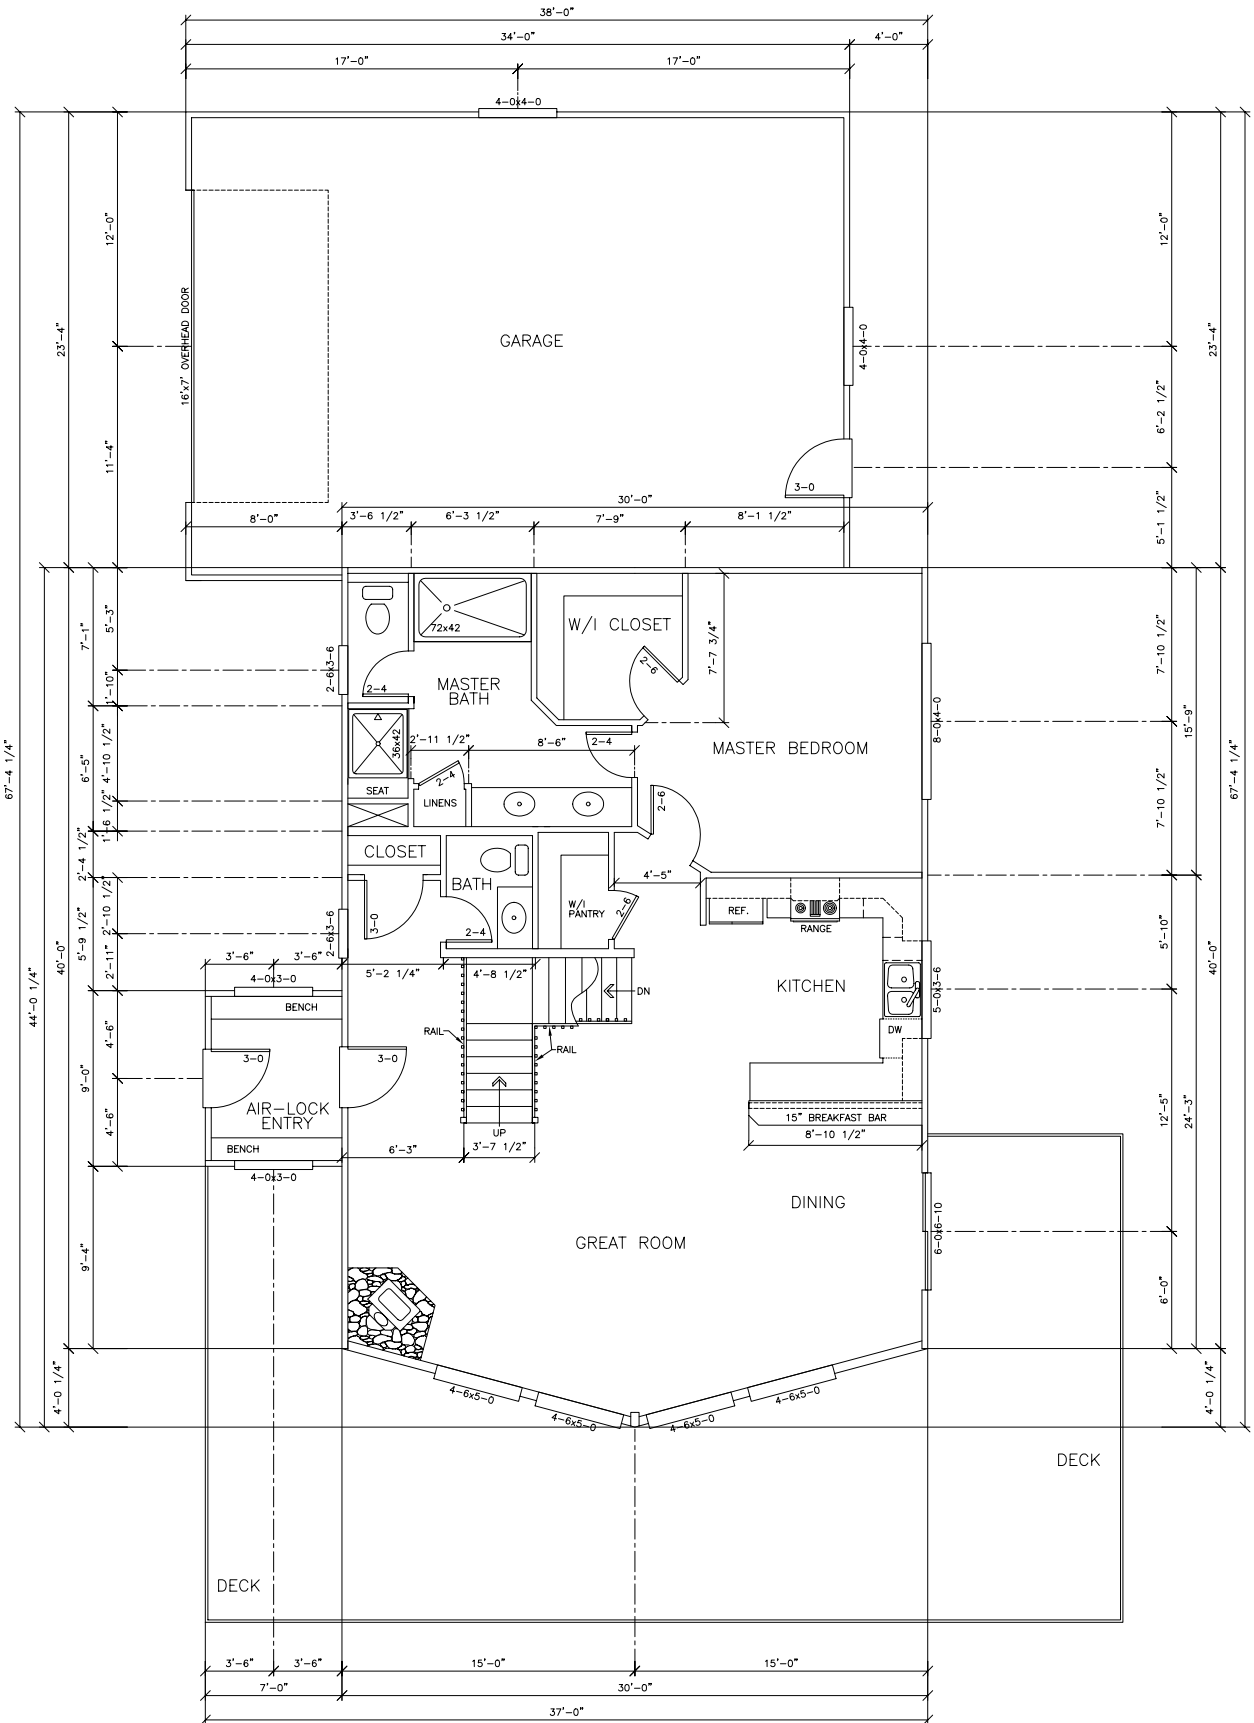 38'-0"
34'-0"
4'-0"
17'-0"
17'-0"
4-0x4-0
12'-0"
12'-0"
23'-4"
16'x7' OVERHEAD DOOR
GARAGE
4-0x4-0
23'-4"
6'-2 1/2"
11'-4"
3-0
30'-0"
8'-0"
3'-6 1/2"
6'-3 1/2"
7'-9"
8'-1 1/2"
5'-1 1/2"
5'-3"
7'-1"
72x42
W/I CLOSET
7'-7 3/4"
7'-10 1/2"
2-6x3-6
2-6
1'-10"
2-4
MASTER
BATH
8-0x4-0
15'-9"
67'-4 1/4"
36x42
2'-11 1/2"
8'-6"
2-4
MASTER BEDROOM
67'-4 1/4"
6'-5"
4'-10 1/2"
2-4
SEAT
LINENS
2-6
1'-6 1/2"
7'-10 1/2"
2'-4 1/2"
CLOSET
BATH
4'-5"
2'-10 1/2"
5'-9 1/2"
3-0
2-4
W/I
PANTRY
2-6
REF.
RANGE
5'-10"
2-6x3-6
40'-0"
40'-0"
44'-0 1/4"
2'-11"
3'-6"
3'-6"
5'-2 1/4"
4'-8 1/2"
4-0x3-0
DN
KITCHEN
5-0x3-6
BENCH
DW
4'-6"
RAIL
RAIL
3-0
3-0
9'-0"
AIR-LOCK
ENTRY
4'-6"
UP
15" BREAKFAST BAR
8'-10 1/2"
12'-5"
24'-3"
BENCH
6'-3"
3'-7 1/2"
4-0x3-0
DINING
6-0x6-10
GREAT ROOM
9'-4"
6'-0"
4'-0 1/4"
4-6x5-0
4-6x5-0
4-6x5-0
4-6x5-0
4'-0 1/4"
DECK
DECK
3'-6"
3'-6"
15'-0"
15'-0"
7'-0"
30'-0"
37'-0"